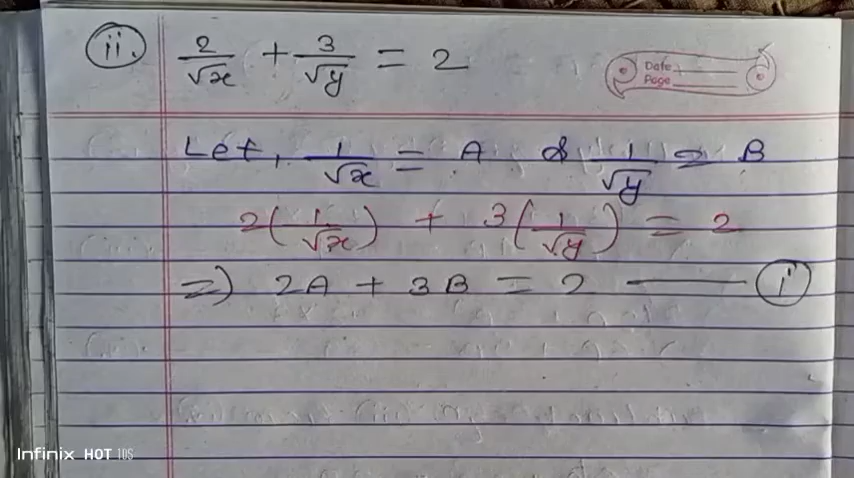 ii. 2/√x + 3/√y = 2
Date
Page
Let, 1/√x = A & 1/√y = B
2(1/√x) + 3(1/√y) = 2
=) 2A + 3B = 2 — i
Infinix HOT 10S